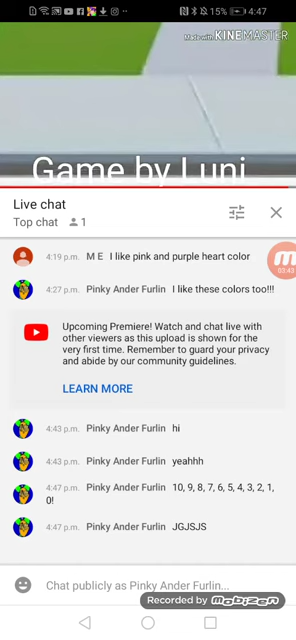 15% 4:47
Made with KINEMASTER
Game by Luni
Live chat
Top chat 1
4:19 p.m. M E I like pink and purple heart color
03:43
4:27 p.m. Pinky Ander Furlin I like these colors too!!!
Upcoming Premiere! Watch and chat live with
other viewers as this upload is shown for the
very first time. Remember to guard your privacy
and abide by our community guidelines.
LEARN MORE
4:43 p.m. Pinky Ander Furlin hi
4:43 p.m. Pinky Ander Furlin yeahhh
4:47 p.m. Pinky Ander Furlin 10, 9, 8, 7, 6, 5, 4, 3, 2, 1,
0!
4:47 p.m. Pinky Ander Furlin JGJSJS
Chat publicly as Pinky Ander Furlin...
Recorded by Mobizen